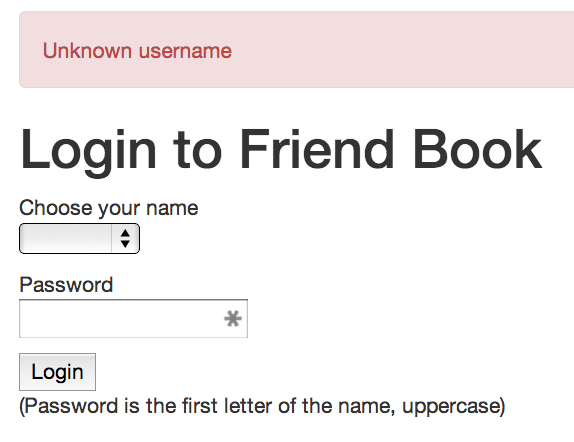 Unknown username
Login to Friend Book
Choose your name
Password
Login
(Password is the first letter of the name, uppercase)